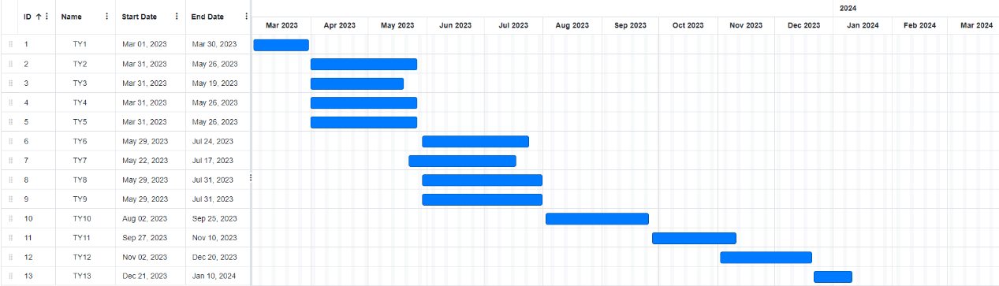 2024
ID Name Start Date End Date Mar 2023 Apr 2023 May 2023 Jun 2023 Jul 2023 Aug 2023 Sep 2023 Oct 2023 Nov 2023 Dec 2023 Jan 2024 Feb 2024 Mar 2024
1 TY1 Mar 01, 2023 Mar 30, 2023
2 TY2 Mar 31, 2023 May 26, 2023
3 TY3 Mar 31, 2023 May 19, 2023
4 TY4 Mar 31, 2023 May 26, 2023
5 TY5 Mar 31, 2023 May 26, 2023
6 TY6 May 29, 2023 Jul 24, 2023
7 TY7 May 22, 2023 Jul 17, 2023
8 TY8 May 29, 2023 Jul 31, 2023
9 TY9 May 29, 2023 Jul 31, 2023
10 TY10 Aug 02, 2023 Sep 25, 2023
11 TY11 Sep 27, 2023 Nov 10, 2023
12 TY12 Nov 02, 2023 Dec 20, 2023
13 TY13 Dec 21, 2023 Jan 10, 2024